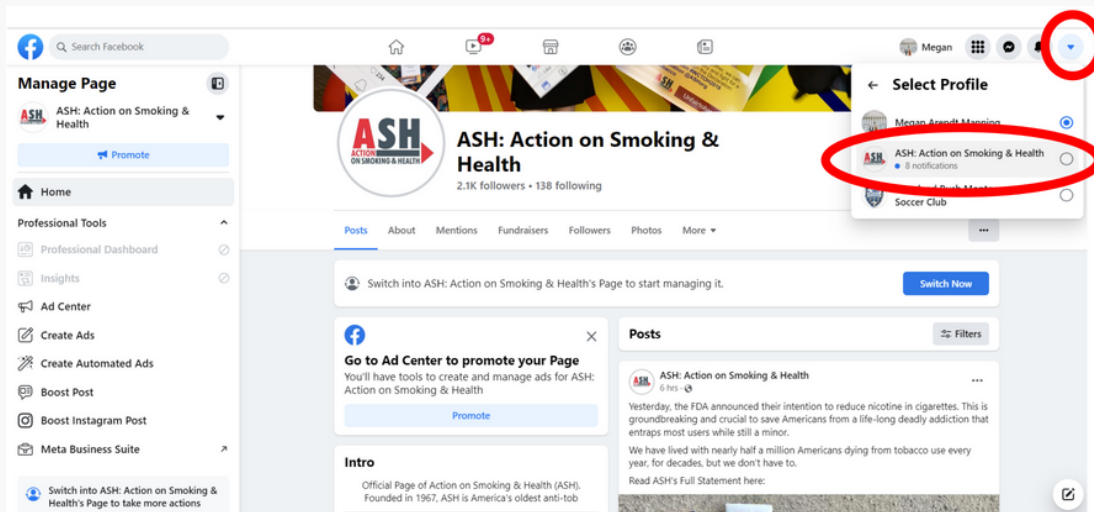 Search Facebook
9+
Megan
Manage Page
ASH: Action on Smoking &
Health
Promote
Home
Professional Tools
Professional Dashboard
Insights
Ad Center
Create Ads
Create Automated Ads
Boost Post
Boost Instagram Post
Meta Business Suite
Switch into ASH: Action on Smoking &
Health's Page to take more actions
ASH
ACTION
ON SMOKING & HEALTH
ASH: Action on Smoking &
Health
2.1K followers • 138 following
Select Profile
Megan Arendt Manning
ASH: Action on Smoking & Health
8 notifications
Soccer Club
Posts About Mentions Fundraisers Followers Photos More
Switch into ASH: Action on Smoking & Health's Page to start managing it.
Switch Now
Go to Ad Center to promote your Page
You'll have tools to create and manage ads for ASH:
Action on Smoking & Health
Promote
Intro
Official Page of Action on Smoking & Health (ASH).
Founded in 1967, ASH is America's oldest anti-tob
Posts
Filters
ASH: Action on Smoking & Health
6 hrs
Yesterday, the FDA announced their intention to reduce nicotine in cigarettes. This is
groundbreaking and crucial to save Americans from a life-long deadly addiction that
entraps most users while still a minor.
We have lived with nearly half a million Americans dying from tobacco use every
year, for decades, but we don't have to.
Read ASH's Full Statement here: